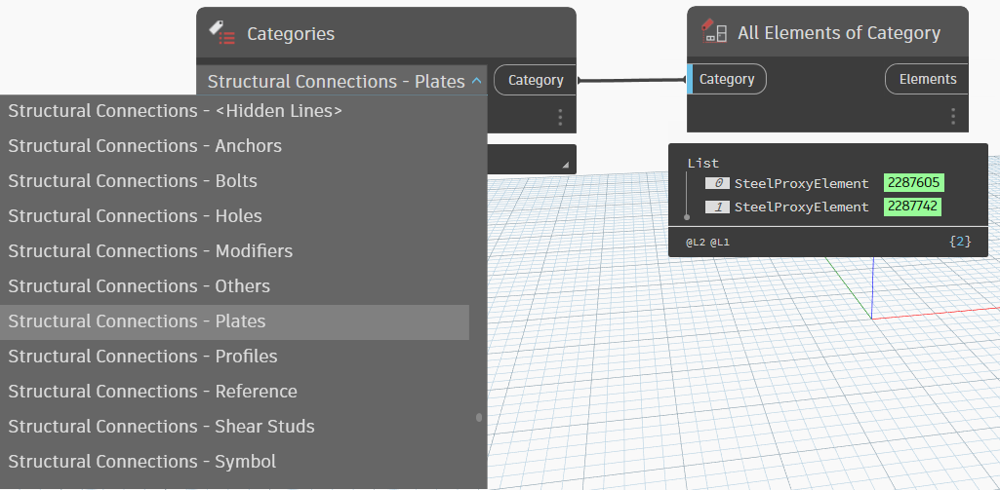 Categories
Structural Connections - Plates
Category
Structural Connections - <Hidden Lines>
Structural Connections - Anchors
Structural Connections - Bolts
Structural Connections - Holes
Structural Connections - Modifiers
Structural Connections - Others
Structural Connections - Plates
Structural Connections - Profiles
Structural Connections - Reference
Structural Connections - Shear Studs
Structural Connections - Symbol
All Elements of Category
Category Elements
List
0 SteelProxyElement 2287605
1 SteelProxyElement 2287742
@L2 @L1 {2}